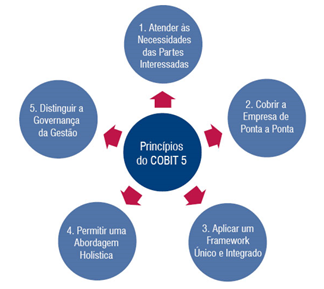 1. Atender às
Necessidades
das Partes
Interessadas
5. Distinguir a
Governança
da Gestão
2. Cobrir a
Empresa de
Ponta a Ponta
Princípios
do COBIT 5
4. Permitir uma
Abordagem
Holistica
3. Aplicar um
Framework
Único e Integrado